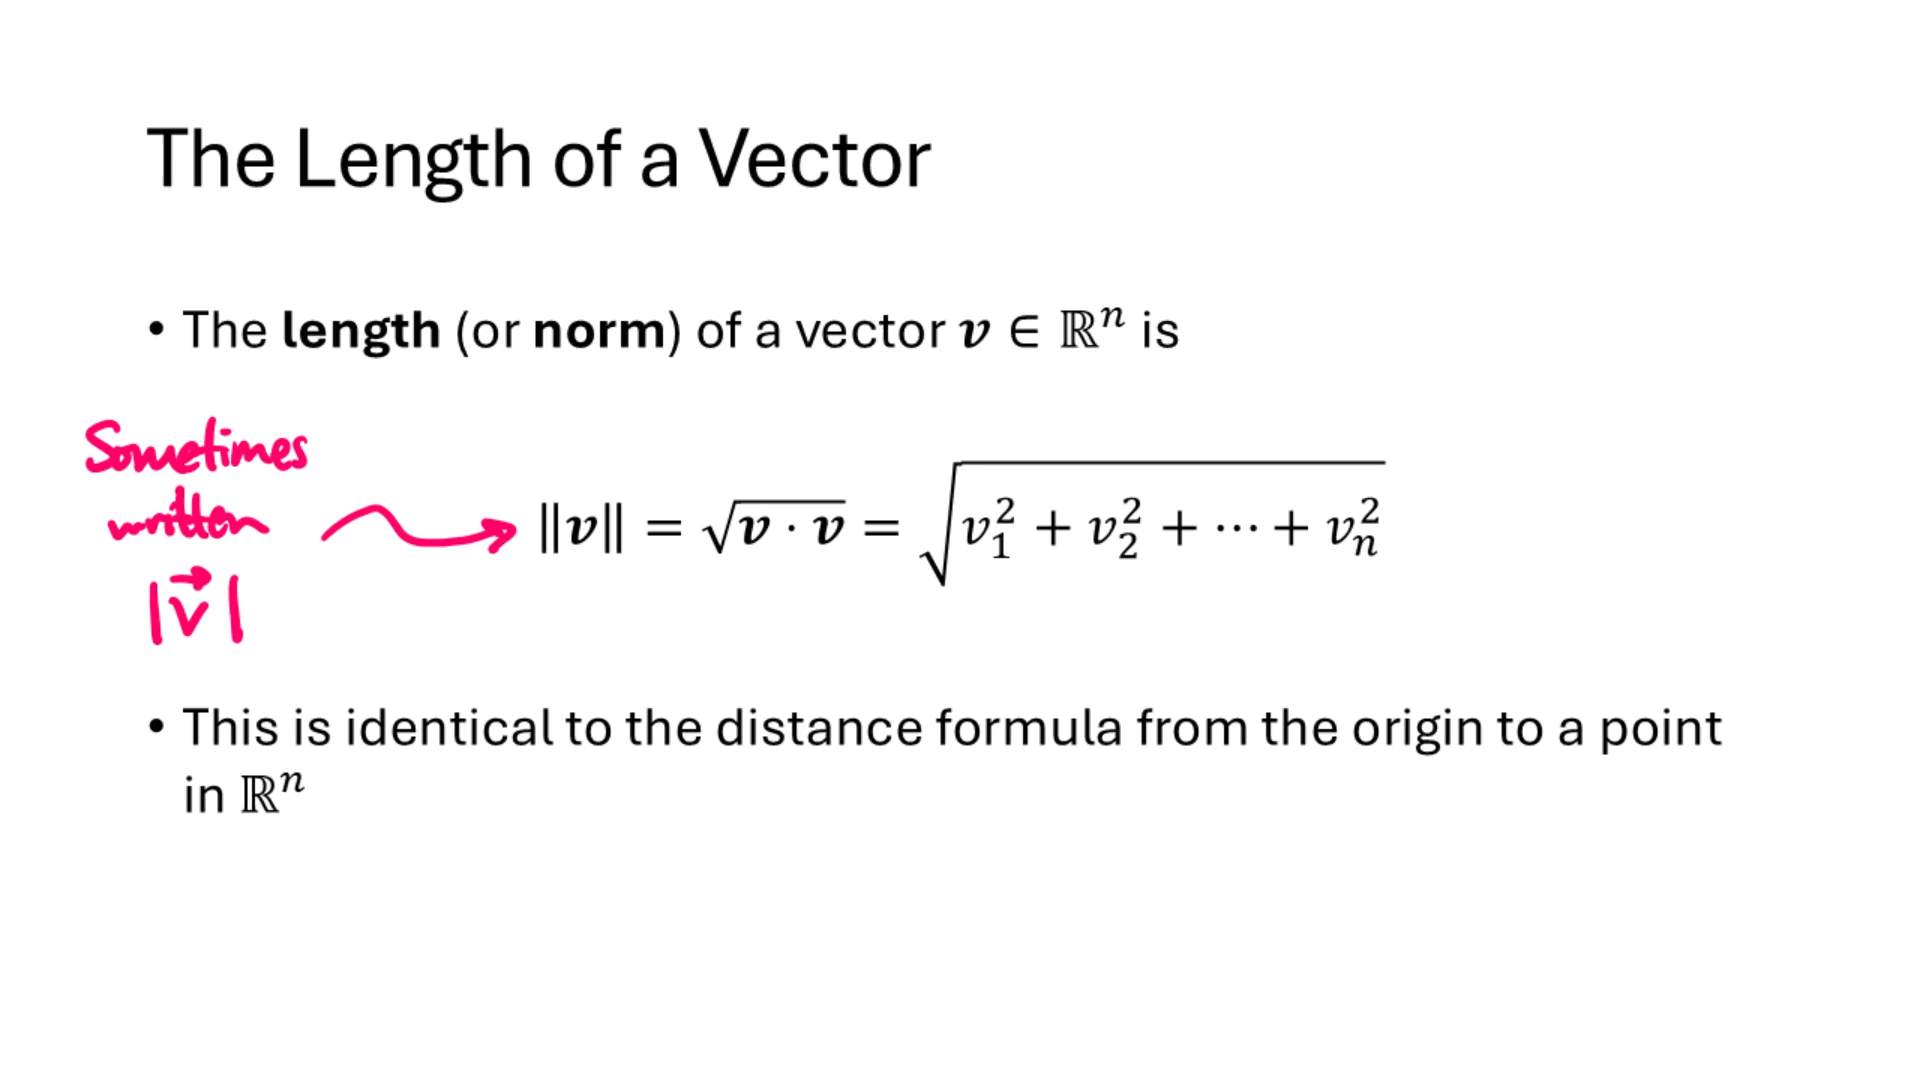 The Length of a Vector
• The length (or norm) of a vector 𝒗 ∈ ℝⁿ is
Sometimes
written
|v⃗|
‖𝒗‖ = √(𝒗 · 𝒗) = √(v₁² + v₂² + ⋯ + vₙ²)
• This is identical to the distance formula from the origin to a point
in ℝⁿ